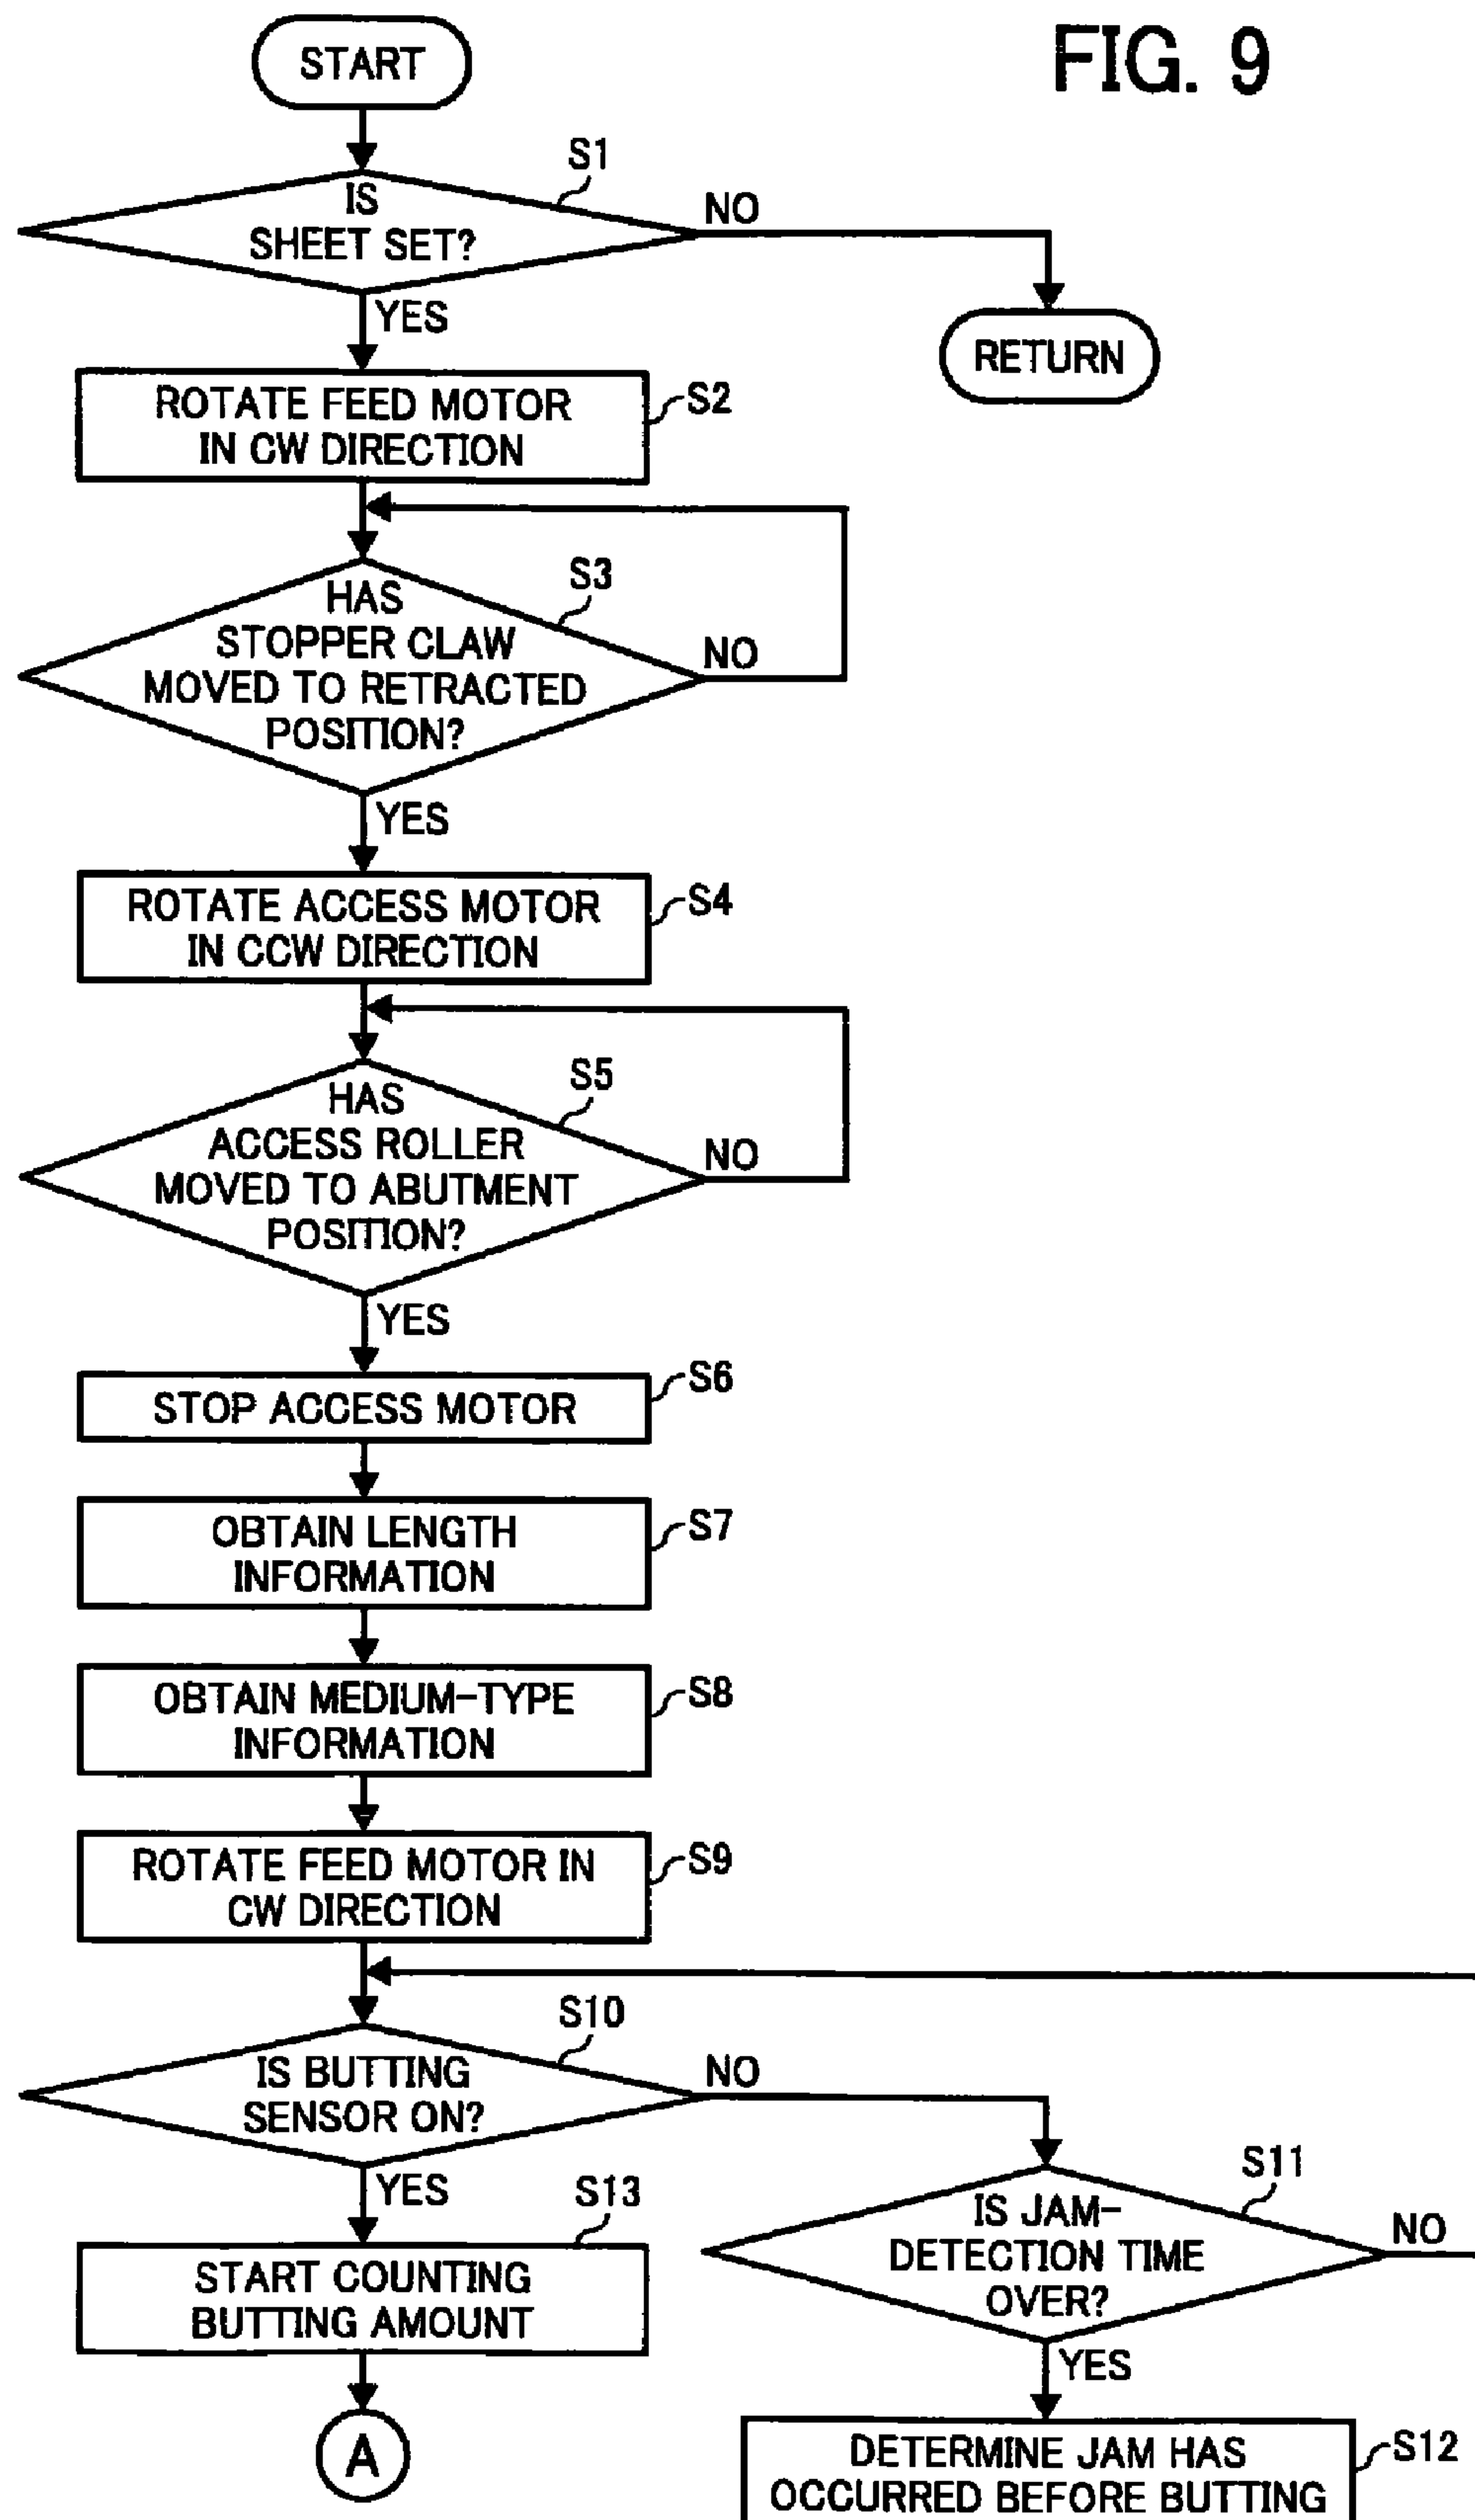 FIG. 9
START
S1
IS
SHEET SET?
NO
YES
RETURN
ROTATE FEED MOTOR
IN CW DIRECTION
S2
S3
HAS
STOPPER CLAW
MOVED TO RETRACTED
POSITION?
NO
YES
ROTATE ACCESS MOTOR
IN CCW DIRECTION
S4
S5
HAS
ACCESS ROLLER
MOVED TO ABUTMENT
POSITION?
NO
YES
STOP ACCESS MOTOR
S6
OBTAIN LENGTH
INFORMATION
S7
OBTAIN MEDIUM-TYPE
INFORMATION
S8
ROTATE FEED MOTOR IN
CW DIRECTION
S9
S10
IS BUTTING
SENSOR ON?
NO
YES
S11
IS JAM-
DETECTION TIME
OVER?
NO
YES
S13
START COUNTING
BUTTING AMOUNT
A
DETERMINE JAM HAS
OCCURRED BEFORE BUTTING
S12